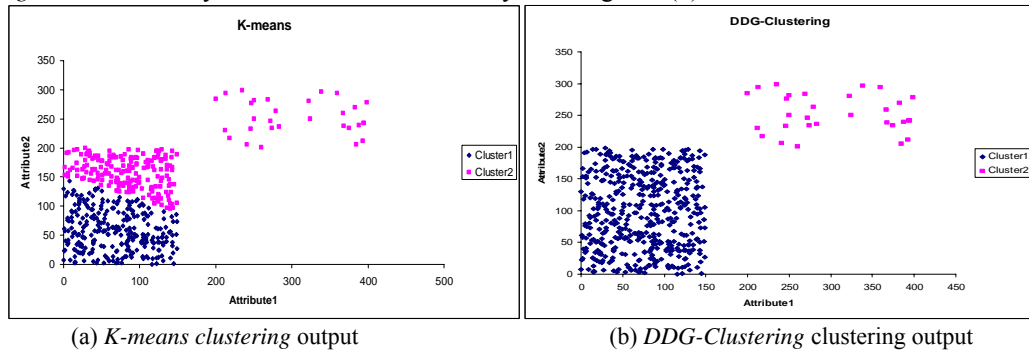 K-means
350
300
250
200
150
100
50
0
0 100 200 300 400 500
Attribute2
Attribute1
Cluster1
Cluster2
DDG-Clustering
350
300
250
200
150
100
50
0
0 50 100 150 200 250 300 350 400 450
Attribute2
Attribute1
Cluster1
Cluster2
(a) K-means clustering output
(b) DDG-Clustering clustering output